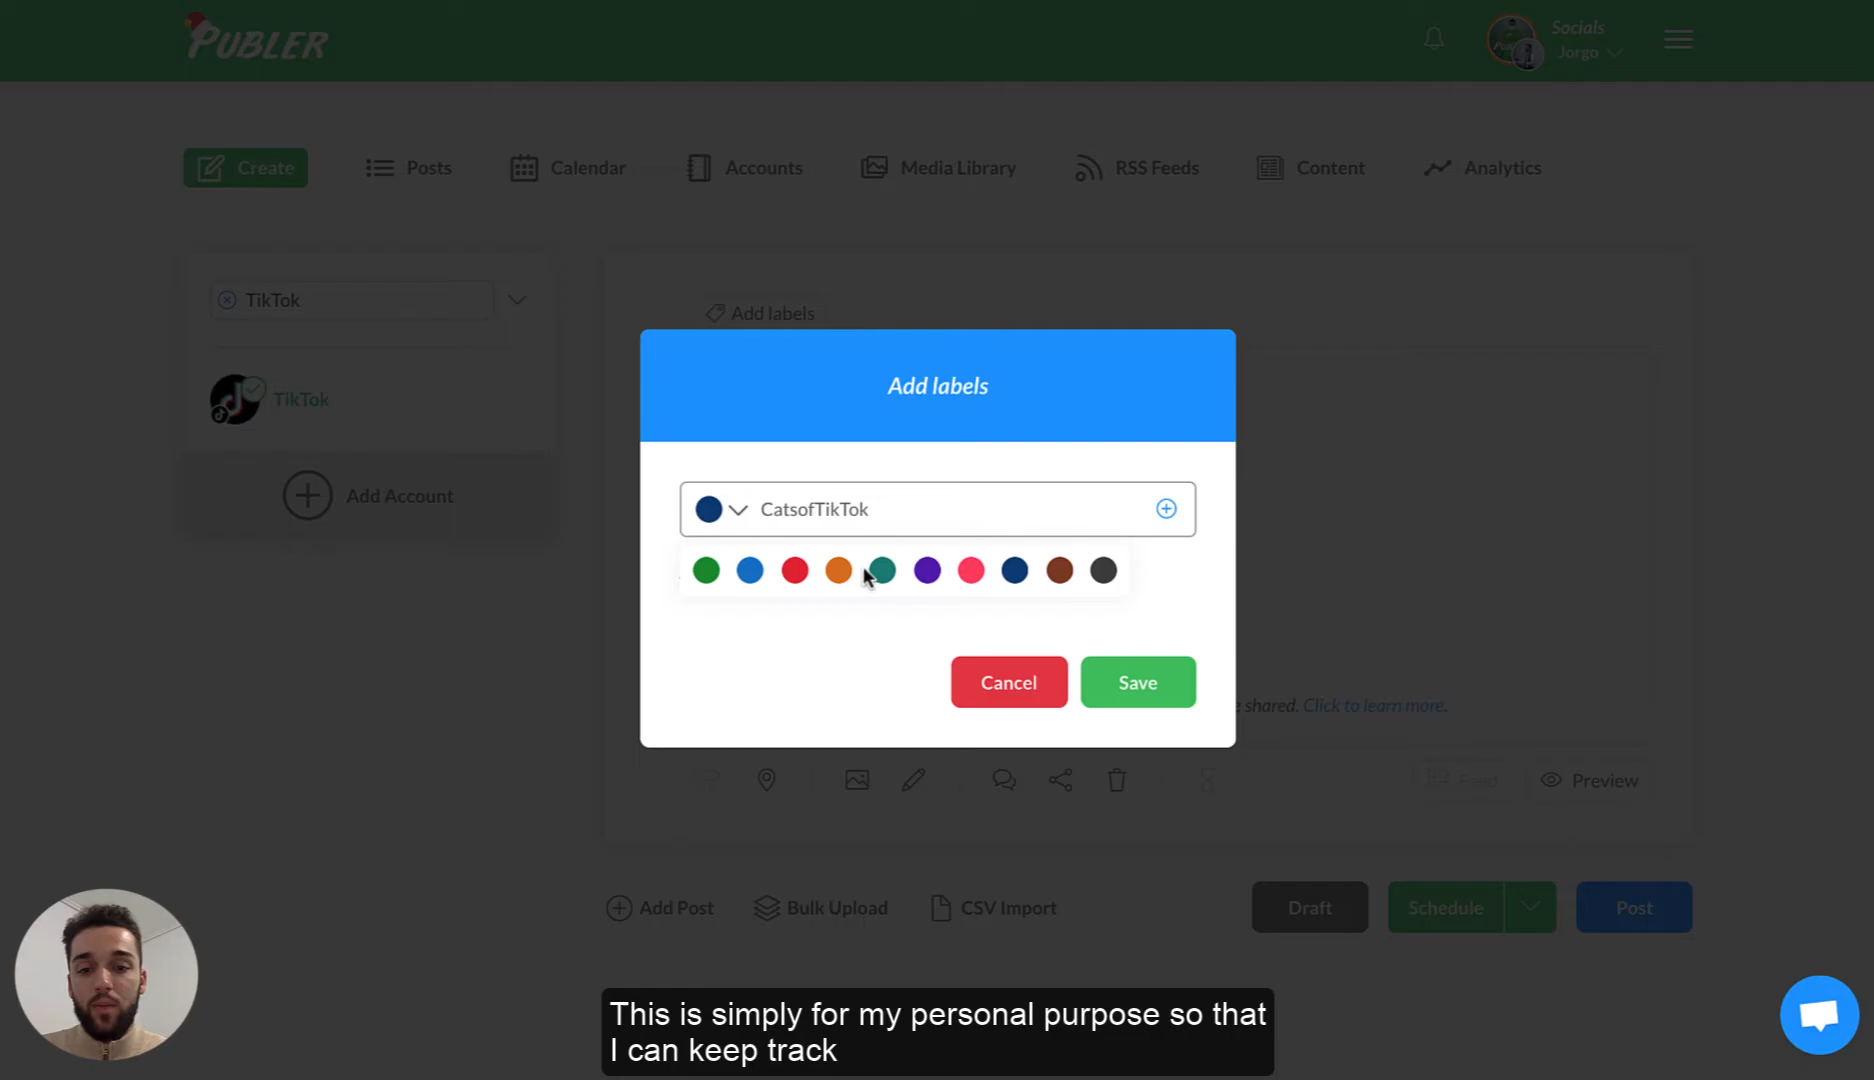 PUBLER
Socials
Jorgo
Create
Posts
Calendar
Accounts
Media Library
RSS Feeds
Content
Analytics
TikTok
TikTok
Add Account
Add labels
Add labels
CatsofTikTok
Cancel
Save
e shared. Click to learn more.
Feed
Preview
Add Post
Bulk Upload
CSV Import
Draft
Schedule
Post
This is simply for my personal purpose so that
I can keep track